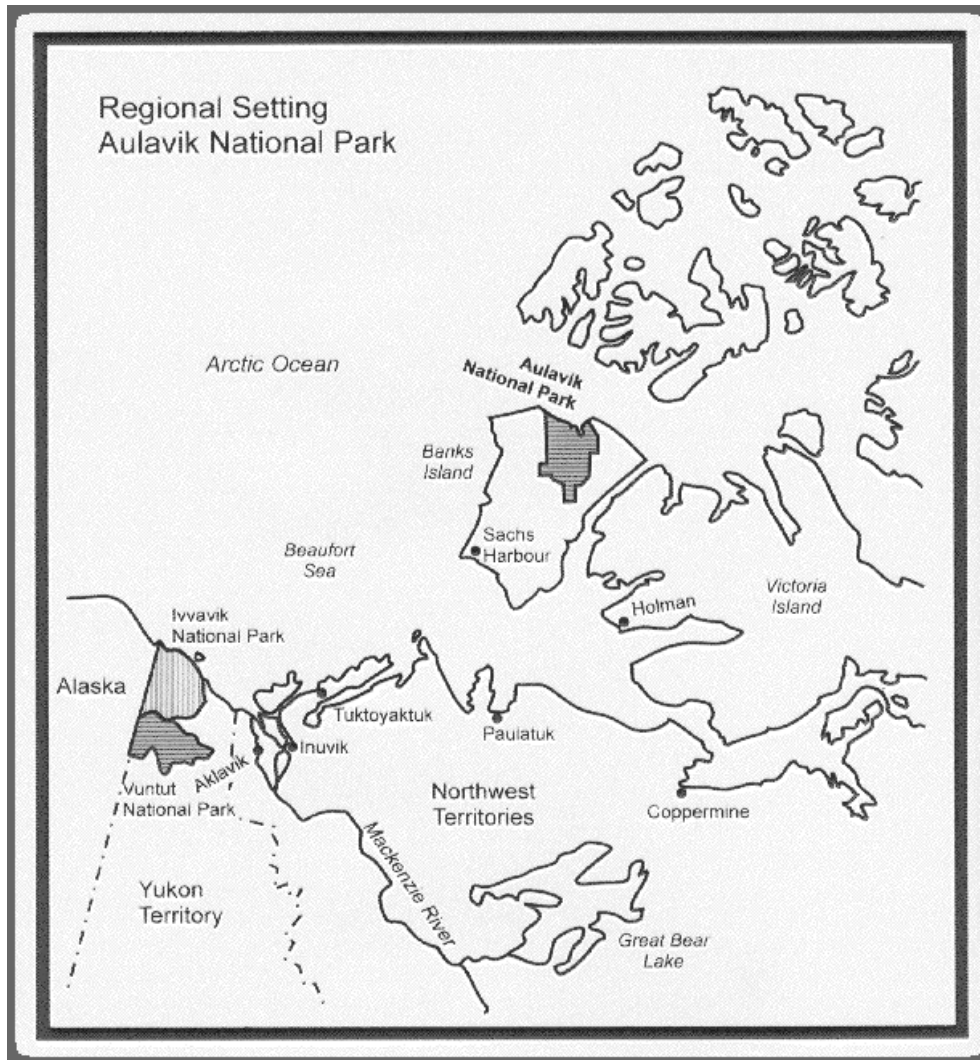 Regional Setting
Aulavik National Park
Arctic Ocean
Aulavik
National Park
Banks
Island
Sachs
Harbour
Beaufort
Sea
Victoria
Island
Holman
Ivvavik
National Park
Alaska
Tuktoyaktuk
Paulatuk
Inuvik
Aklavik
Vuntut
National Park
Northwest
Territories
Coppermine
Mackenzie River
Yukon
Territory
Great Bear
Lake